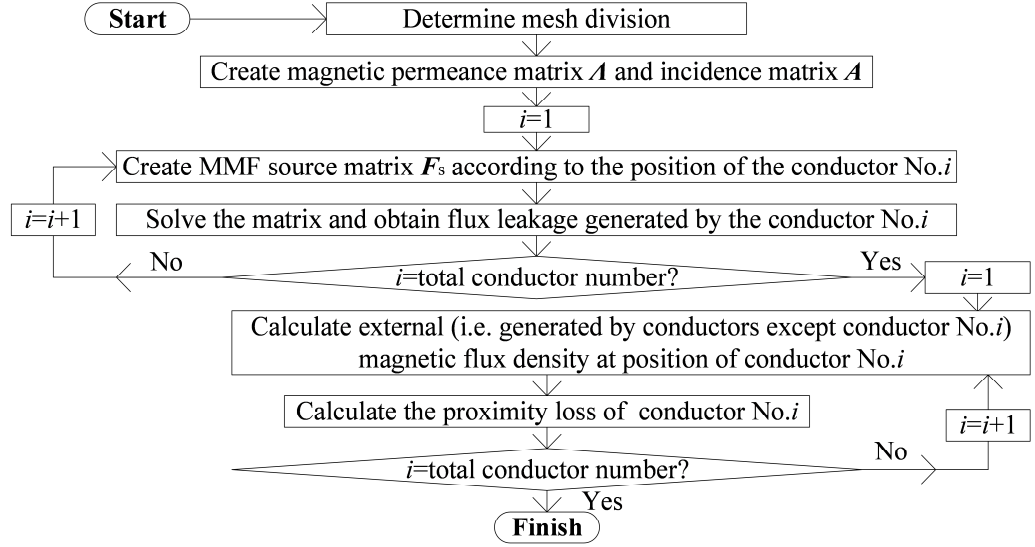 Start
Determine mesh division
Create magnetic permeance matrix Λ and incidence matrix A
i=1
Create MMF source matrix Fs according to the position of the conductor No.i
i=i+1
Solve the matrix and obtain flux leakage generated by the conductor No.i
No
i=total conductor number?
Yes
i=1
Calculate external (i.e. generated by conductors except conductor No.i)
magnetic flux density at position of conductor No.i
Calculate the proximity loss of conductor No.i
i=i+1
i=total conductor number?
No
Yes
Finish